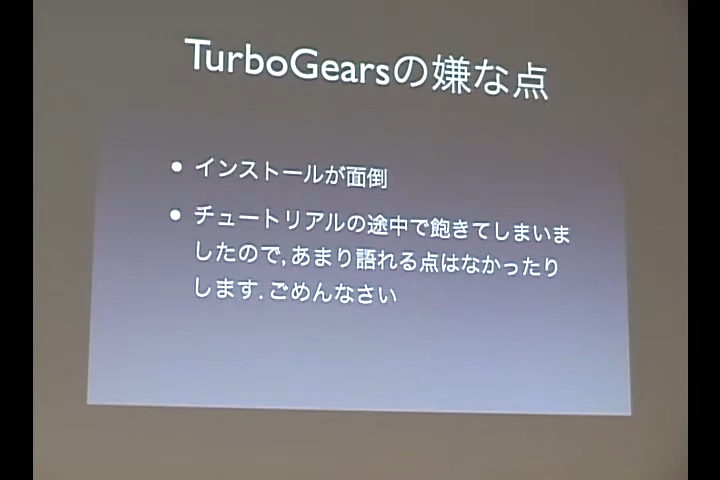 TurboGearsの嫌な点
• インストールが面倒
• チュートリアルの途中で飽きてしまいま
したので, あまり語れる点はなかったり
します. ごめんなさい